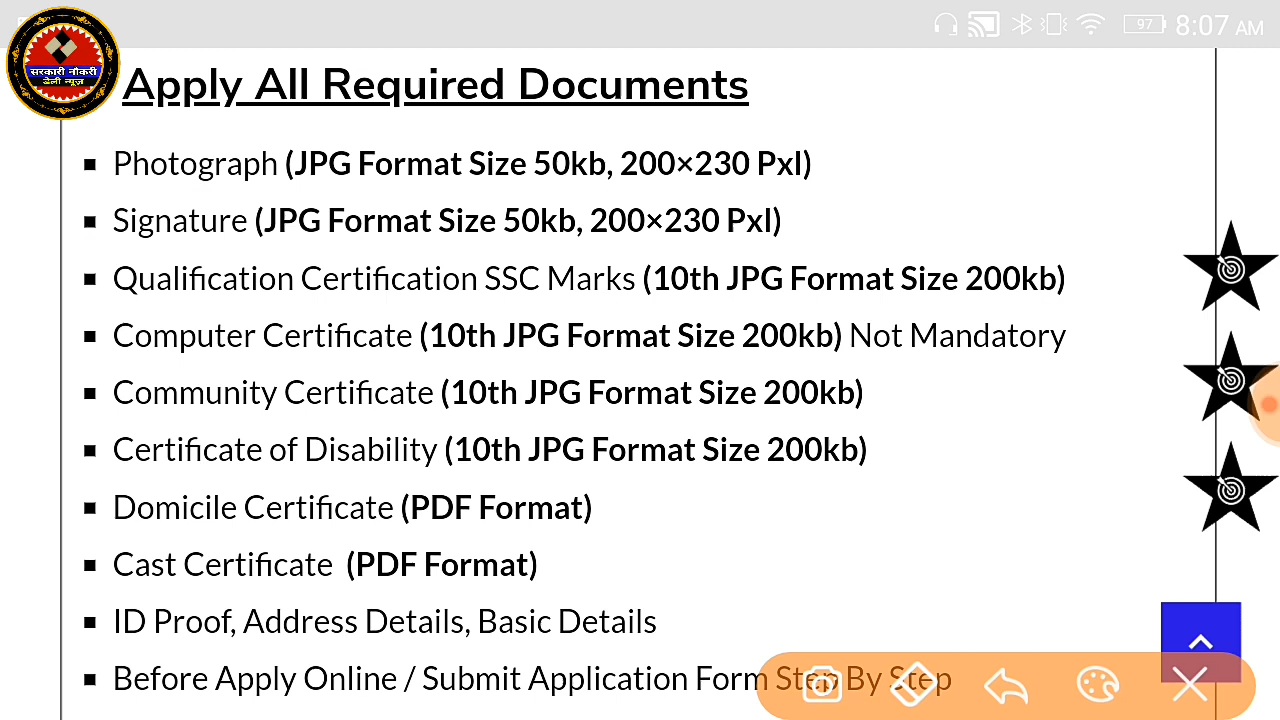 सरकारी नौकरी
डेली न्यूज़
97 8:07 AM
Apply All Required Documents
Photograph (JPG Format Size 50kb, 200×230 Pxl)
Signature (JPG Format Size 50kb, 200×230 Pxl)
Qualification Certification SSC Marks (10th JPG Format Size 200kb)
Computer Certificate (10th JPG Format Size 200kb) Not Mandatory
Community Certificate (10th JPG Format Size 200kb)
Certificate of Disability (10th JPG Format Size 200kb)
Domicile Certificate (PDF Format)
Cast Certificate (PDF Format)
ID Proof, Address Details, Basic Details
Before Apply Online / Submit Application Form Step By Step